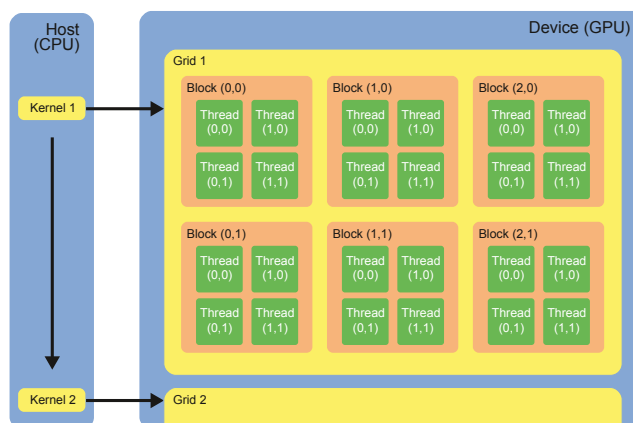 Host
(CPU)
Device (GPU)
Grid 1
Kernel 1
Block (0,0)
Thread
(0,0)
Thread
(1,0)
Thread
(0,1)
Thread
(1,1)
Block (1,0)
Thread
(0,0)
Thread
(1,0)
Thread
(0,1)
Thread
(1,1)
Block (2,0)
Thread
(0,0)
Thread
(1,0)
Thread
(0,1)
Thread
(1,1)
Block (0,1)
Thread
(0,0)
Thread
(1,0)
Thread
(0,1)
Thread
(1,1)
Block (1,1)
Thread
(0,0)
Thread
(1,0)
Thread
(0,1)
Thread
(1,1)
Block (2,1)
Thread
(0,0)
Thread
(1,0)
Thread
(0,1)
Thread
(1,1)
Kernel 2
Grid 2